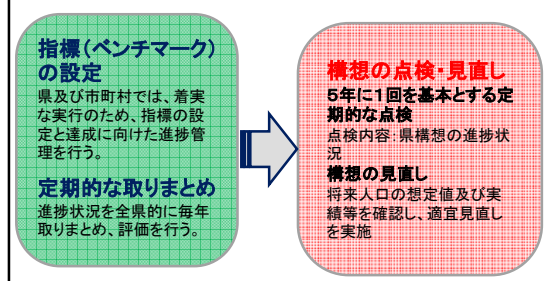 指標(ベンチマーク)
の設定
県及び市町村では、着実
な実行のため、指標の設
定と達成に向けた進捗管
理を行う。
定期的な取りまとめ
進捗状況を全県的に毎年
取りまとめ、評価を行う。
構想の点検・見直し
5年に1回を基本とする定
期的な点検
点検内容:県構想の進捗状
況
構想の見直し
将来人口の想定値及び実
績等を確認し、適宜見直し
を実施